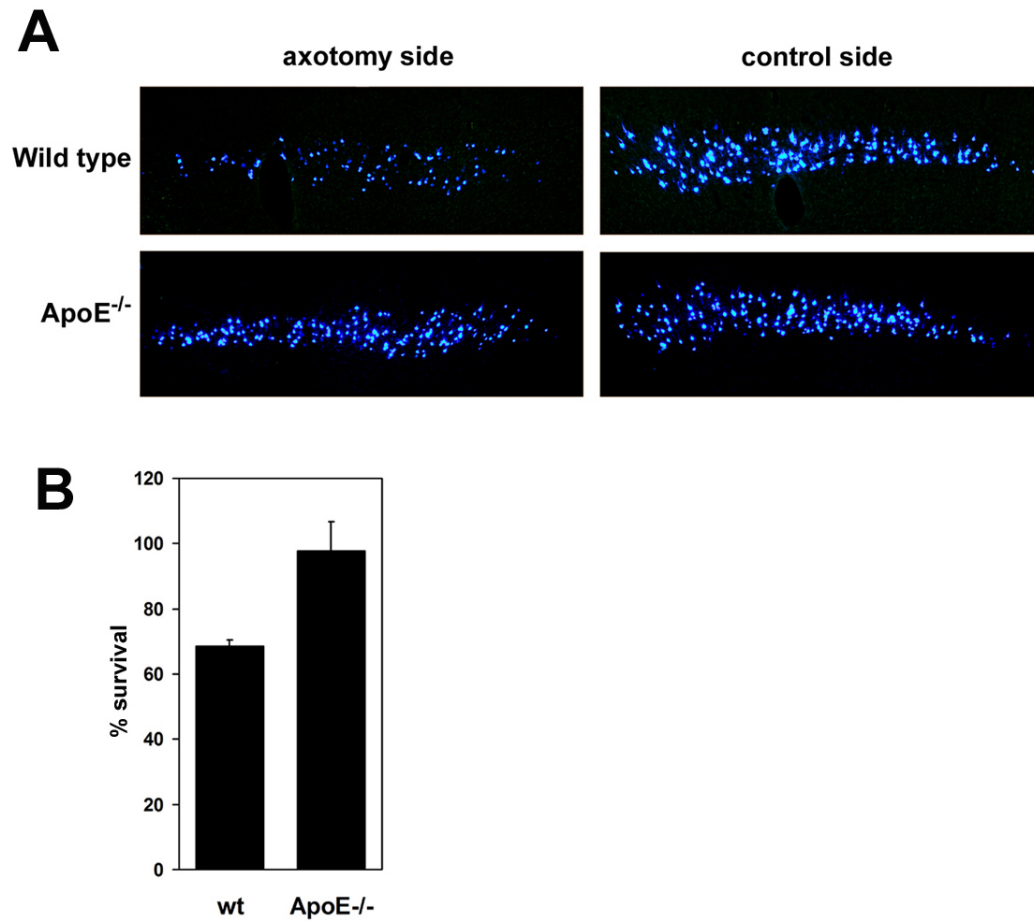 A
axotomy side control side
Wild type
ApoE-/-
B
120
100
80
60
40
20
0
% survival
wt ApoE-/-